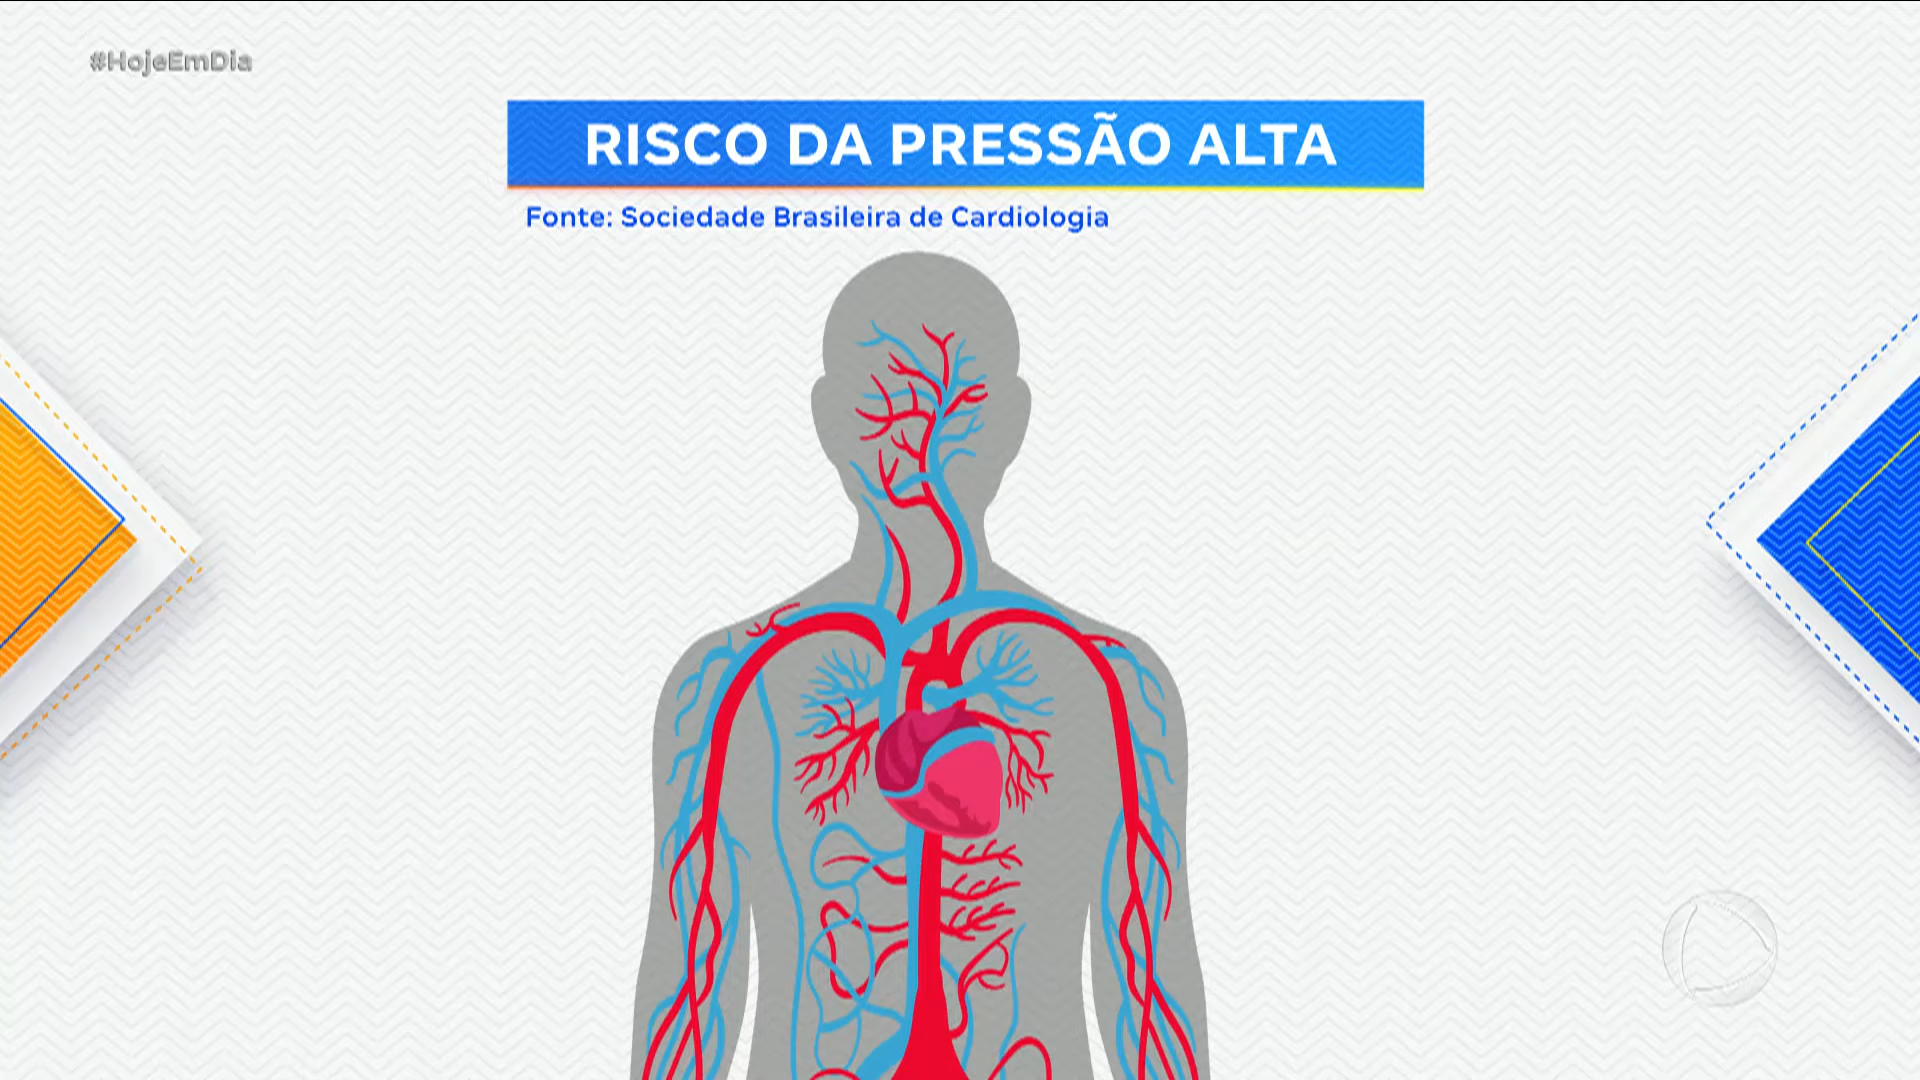 #HojeEmDia
RISCO DA PRESSÃO ALTA
Fonte: Sociedade Brasileira de Cardiologia